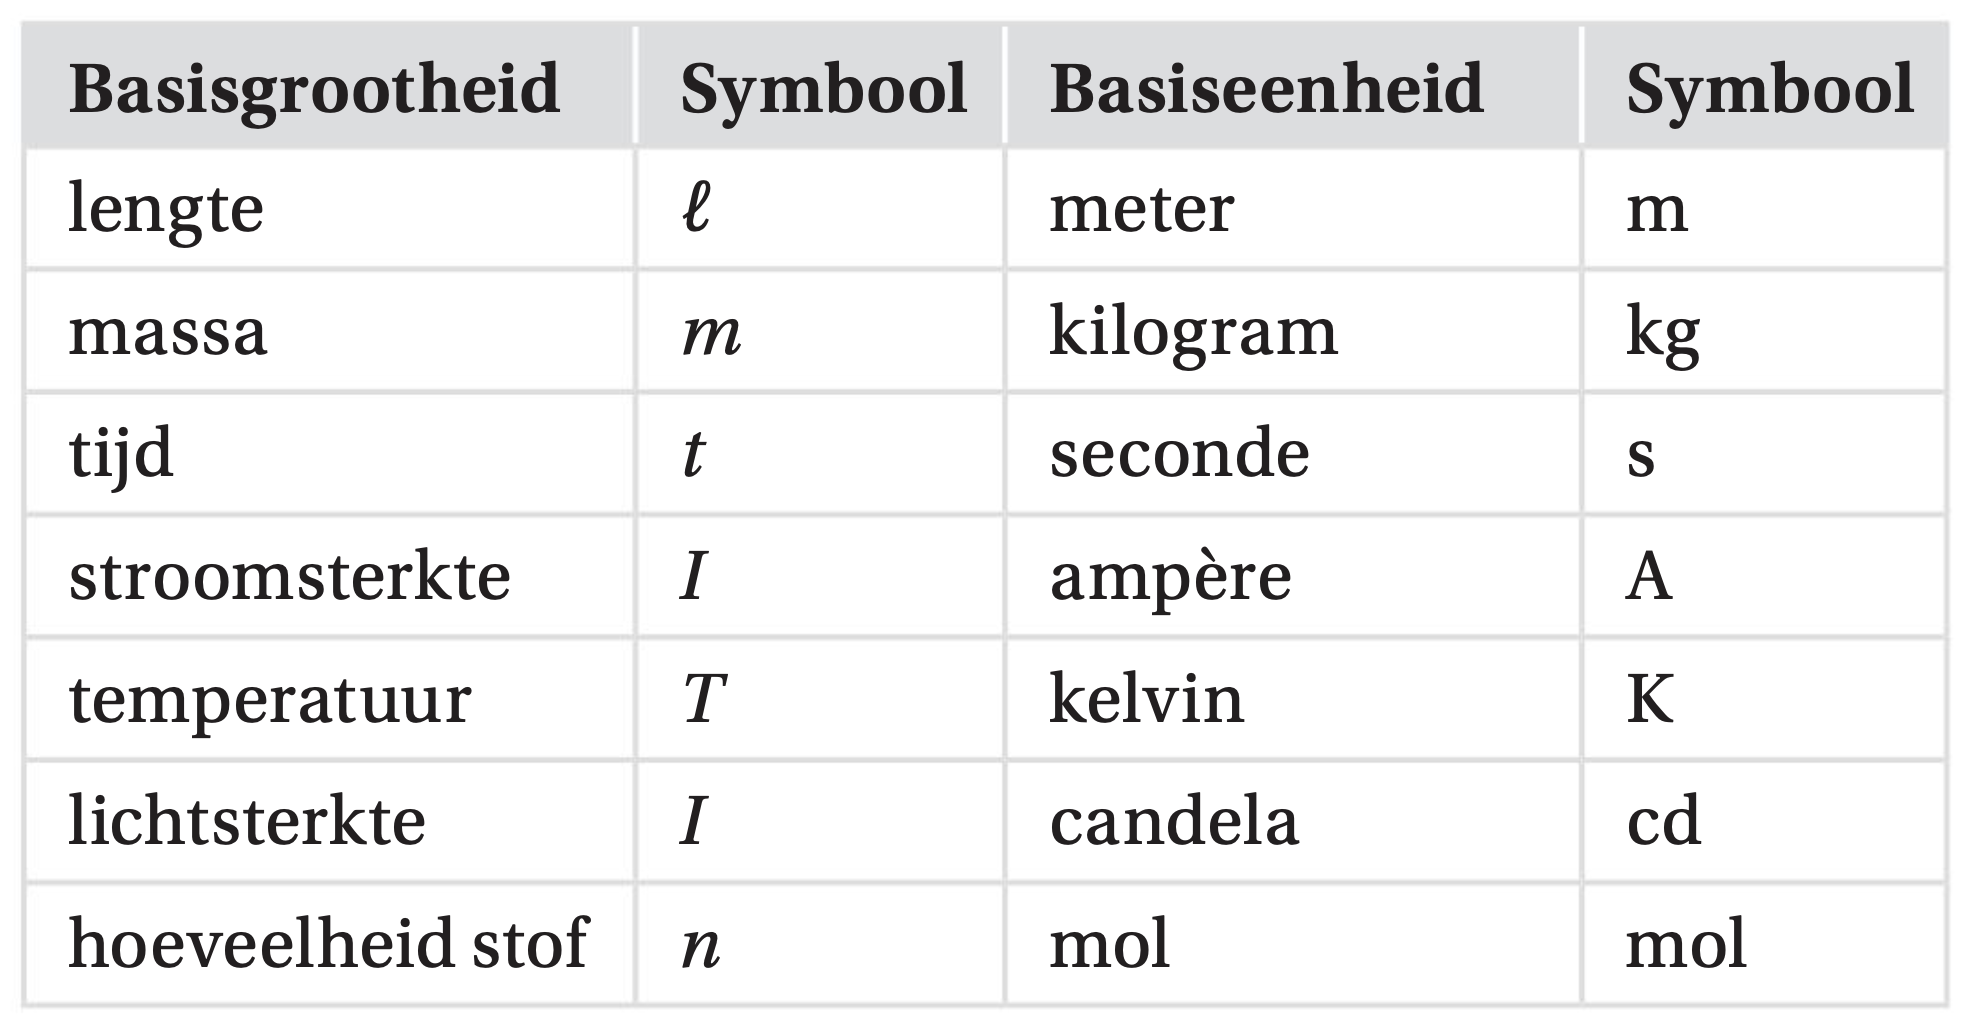 Basisgrootheid Symbool Basiseenheid Symbool
lengte ℓ meter m
massa m kilogram kg
tijd t seconde s
stroomsterkte I ampère A
temperatuur T kelvin K
lichtsterkte I candela cd
hoeveelheid stof n mol mol